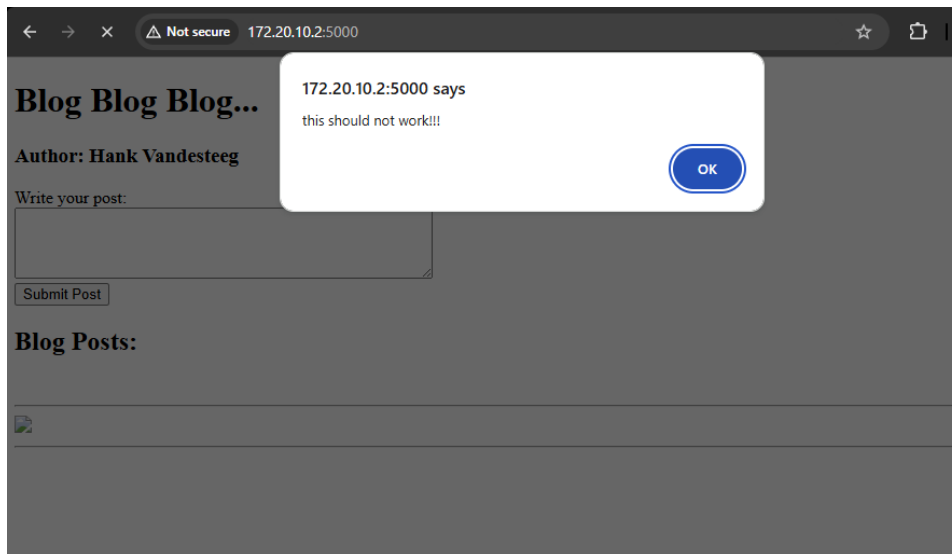 Not secure 172.20.10.2:5000
172.20.10.2:5000 says
this should not work!!!
OK
Blog Blog Blog...
Author: Hank Vandesteeg
Write your post:
Submit Post
Blog Posts: